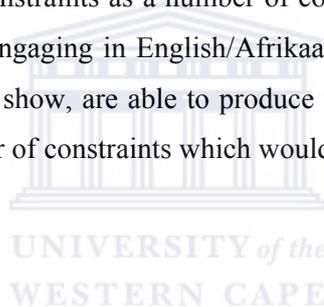 nstraints as a number of co
ngaging in English/Afrikaa
show, are able to produce
r of constraints which would
UNIVERSITY of the
WESTERN CAPE